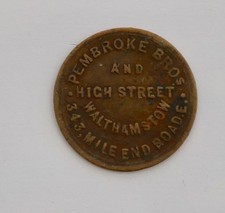 PEMBROKE BROS.
AND
HIGH STREET
WALTHAMSTOW.
343, MILE END ROAD. E.